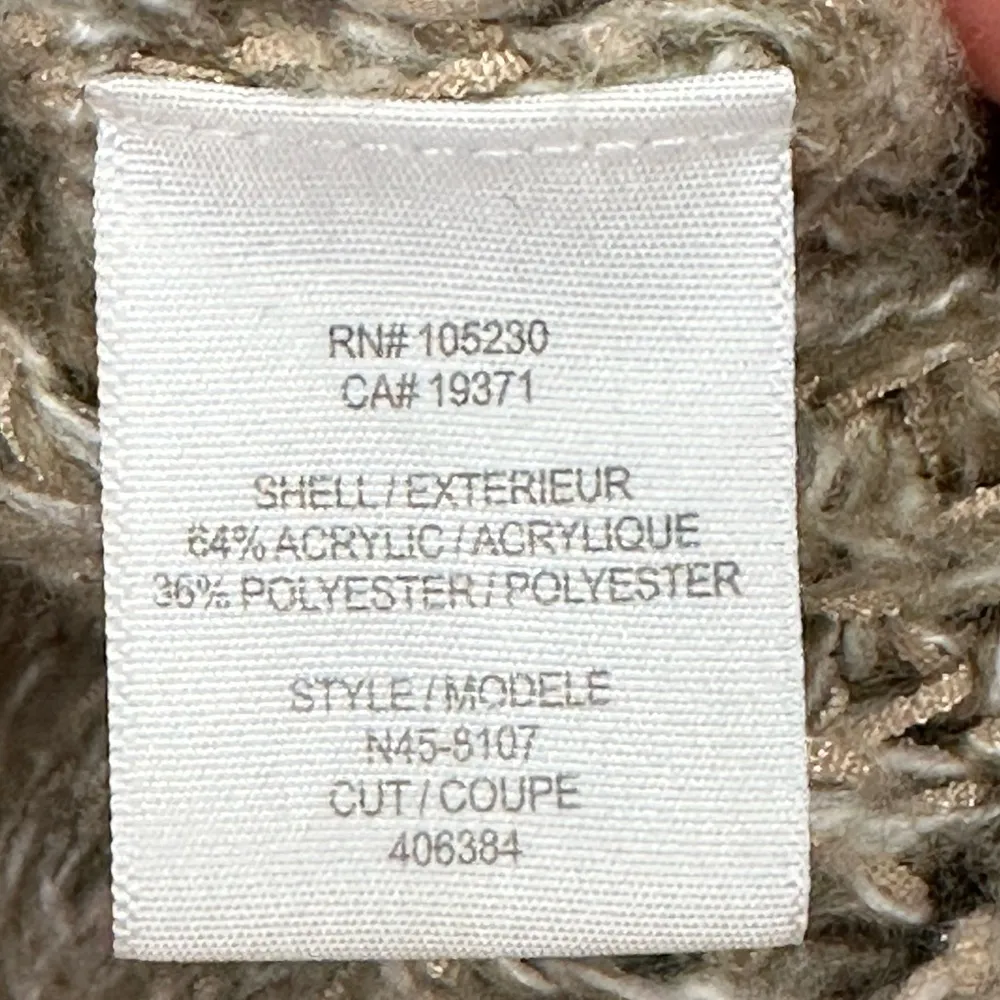 RN# 105230
CA# 19371
SHELL / EXTERIEUR
64% ACRYLIC / ACRYLIQUE
36% POLYESTER / POLYESTER
STYLE / MODELE
N45-8107
CUT / COUPE
406384